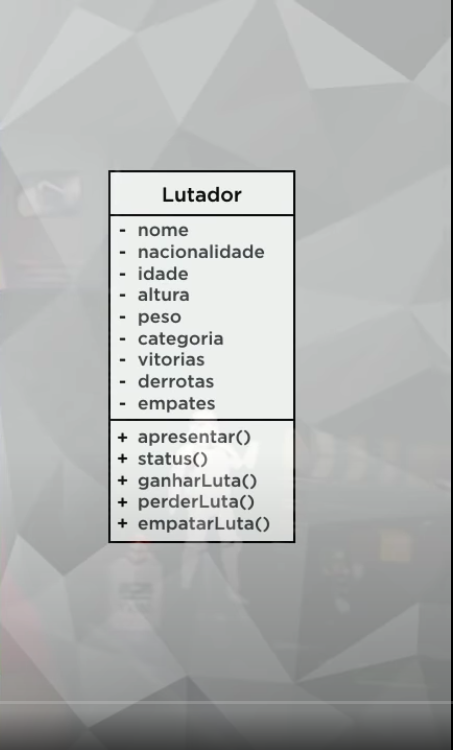 Lutador
- nome
- nacionalidade
- idade
- altura
- peso
- categoria
- vitorias
- derrotas
- empates
+ apresentar()
+ status()
+ ganharLuta()
+ perderLuta()
+ empatarLuta()